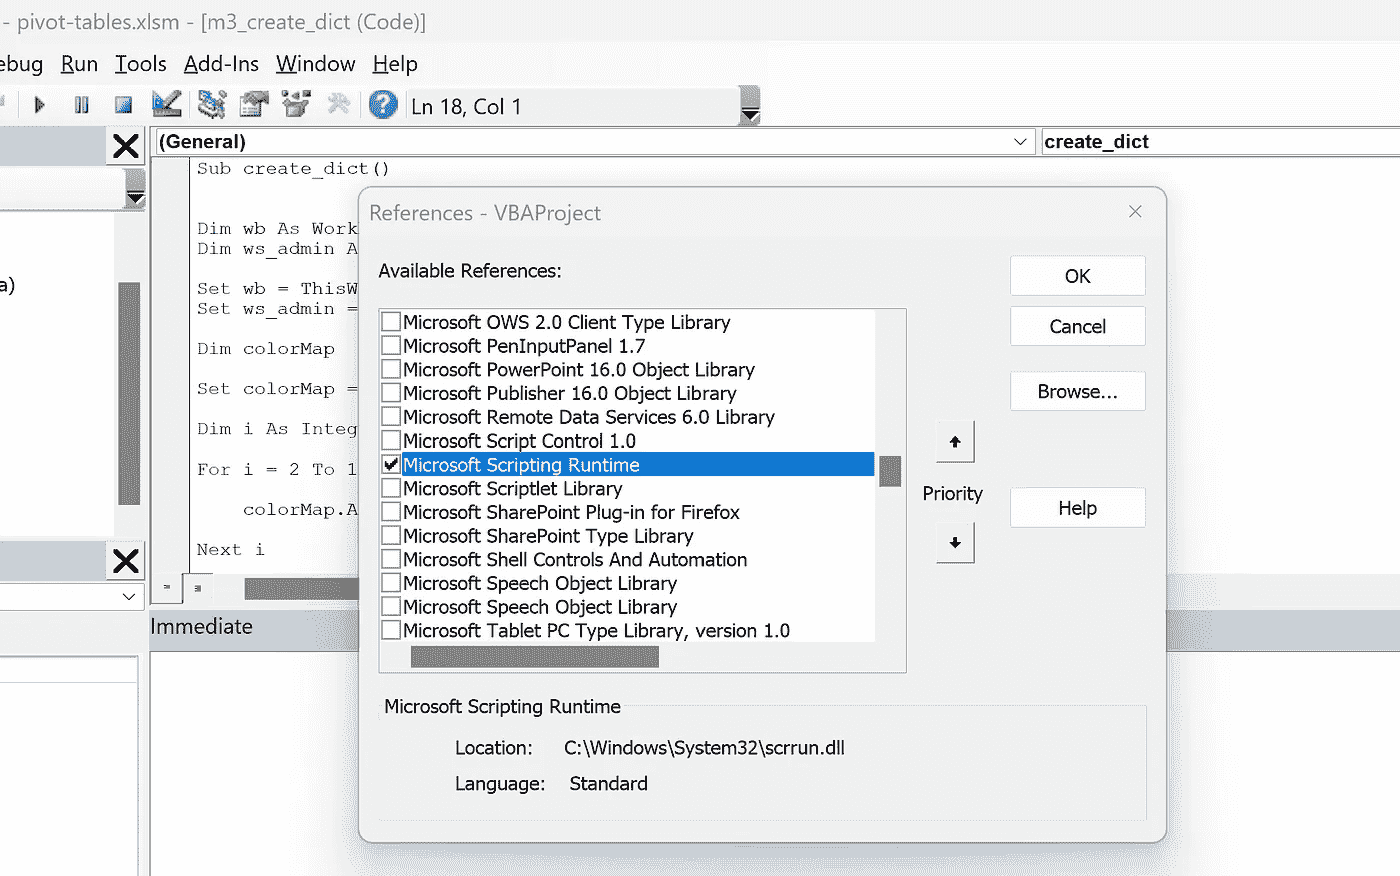 - pivot-tables.xlsm - [m3_create_dict (Code)]
ebug Run Tools Add-Ins Window Help
Ln 18, Col 1
(General)
create_dict
a)
Sub create_dict()
Dim wb As Work
Dim ws_admin A
Set wb = ThisW
Set ws_admin =
Dim colorMap
Set colorMap =
Dim i As Integ
For i = 2 To 1
colorMap.A
Next i
Immediate
References - VBAProject
Available References:
Microsoft OWS 2.0 Client Type Library
Microsoft PenInputPanel 1.7
Microsoft PowerPoint 16.0 Object Library
Microsoft Publisher 16.0 Object Library
Microsoft Remote Data Services 6.0 Library
Microsoft Script Control 1.0
Microsoft Scripting Runtime
Microsoft Scriptlet Library
Microsoft SharePoint Plug-in for Firefox
Microsoft SharePoint Type Library
Microsoft Shell Controls And Automation
Microsoft Speech Object Library
Microsoft Speech Object Library
Microsoft Tablet PC Type Library, version 1.0
OK
Cancel
Browse...
Priority
Help
Microsoft Scripting Runtime
Location: C:\Windows\System32\scrrun.dll
Language: Standard